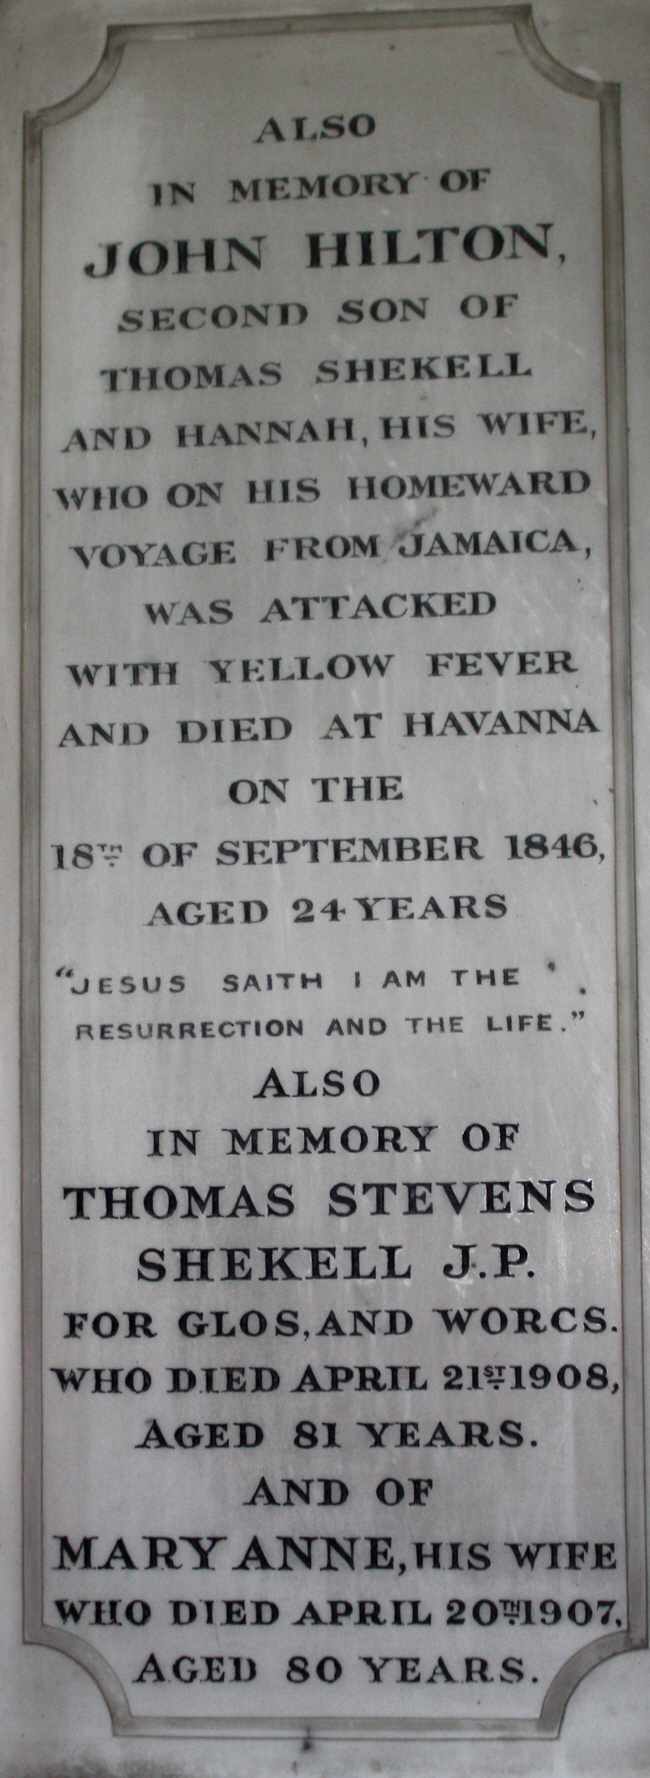 ALSO
IN MEMORY OF
JOHN HILTON,
SECOND SON OF
THOMAS SHEKELL
AND HANNAH, HIS WIFE,
WHO ON HIS HOMEWARD
VOYAGE FROM JAMAICA,
WAS ATTACKED
WITH YELLOW FEVER
AND DIED AT HAVANNA
ON THE
18TH OF SEPTEMBER 1846,
AGED 24 YEARS
"JESUS SAITH I AM THE
RESURRECTION AND THE LIFE."
ALSO
IN MEMORY OF
THOMAS STEVENS
SHEKELL J.P.
FOR GLOS, AND WORCS.
WHO DIED APRIL 21ST 1908,
AGED 81 YEARS.
AND OF
MARY ANNE, HIS WIFE
WHO DIED APRIL 20TH 1907,
AGED 80 YEARS.